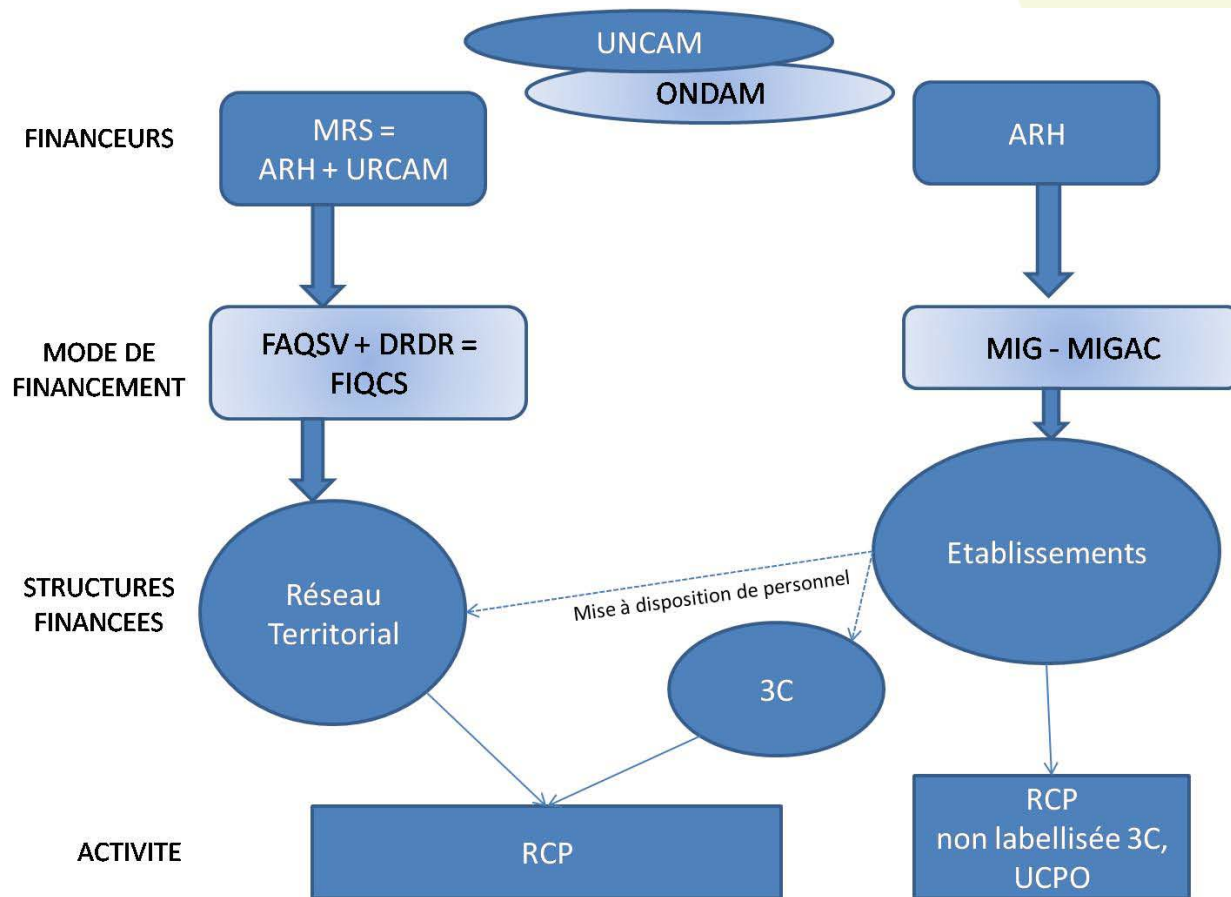 UNCAM
ONDAM
FINANCEURS
MRS =
ARH + URCAM
ARH
MODE DE
FINANCEMENT
FAQSV + DRDR =
FIQCS
MIG - MIGAC
STRUCTURES
FINANCEES
Réseau
Territorial
Mise à disposition de personnel
Etablissements
3C
ACTIVITE
RCP
RCP
non labellisée 3C,
UCPO